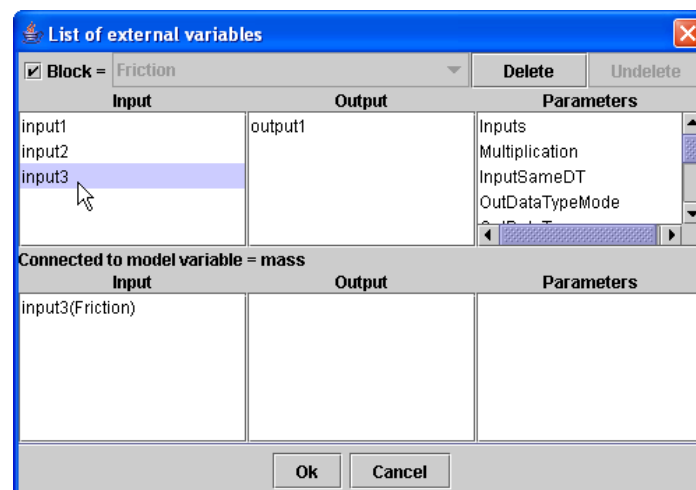 List of external variables
Block = Friction Delete Undelete
Input Output Parameters
input1 output1 Inputs
input2 Multiplication
input3 InputSameDT
OutDataTypeMode
Connected to model variable = mass
Input Output Parameters
input3(Friction)
Ok Cancel